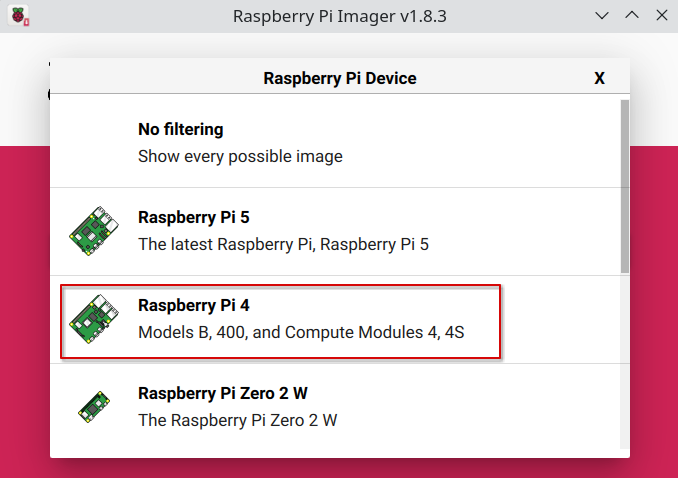 Raspberry Pi Imager v1.8.3
Raspberry Pi Device X
No filtering
Show every possible image
Raspberry Pi 5
The latest Raspberry Pi, Raspberry Pi 5
Raspberry Pi 4
Models B, 400, and Compute Modules 4, 4S
Raspberry Pi Zero 2 W
The Raspberry Pi Zero 2 W